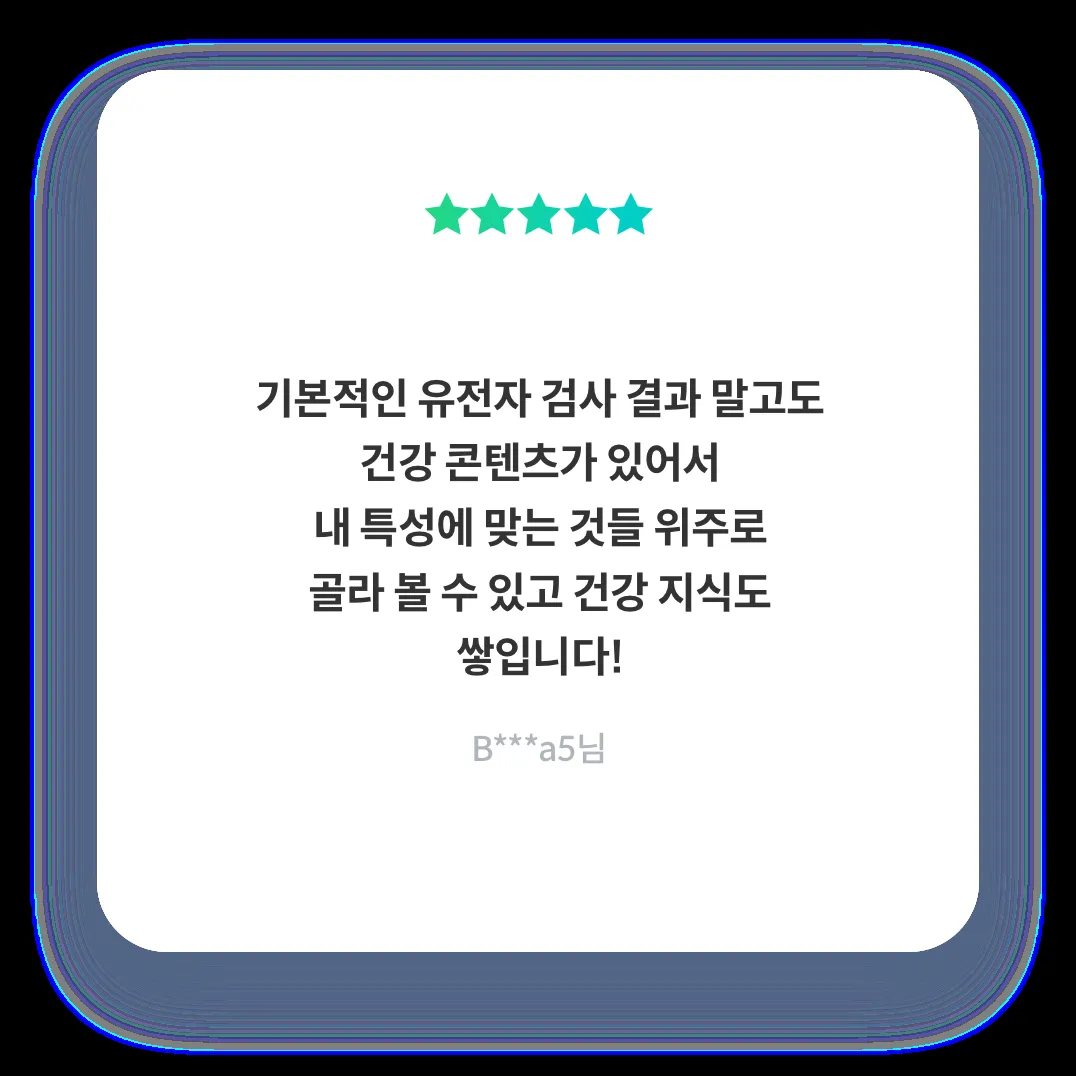 기본적인 유전자 검사 결과 말고도
건강 콘텐츠가 있어서
내 특성에 맞는 것들 위주로
골라 볼 수 있고 건강 지식도
쌓입니다!
B***a5님